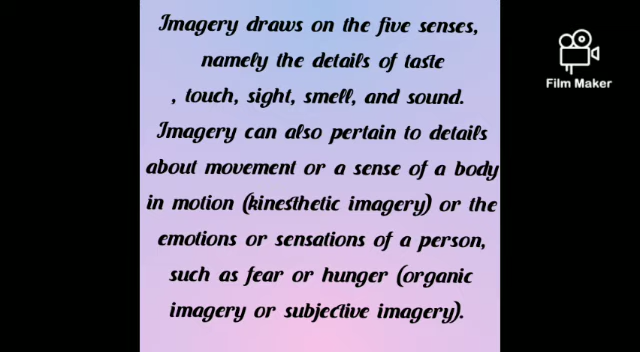 Imagery draws on the five senses,
namely the details of taste
, touch, sight, smell, and sound.
Imagery can also pertain to details
about movement or a sense of a body
in motion (kinesthetic imagery) or the
emotions or sensations of a person,
such as fear or hunger (organic
imagery or subjective imagery).
Film Maker